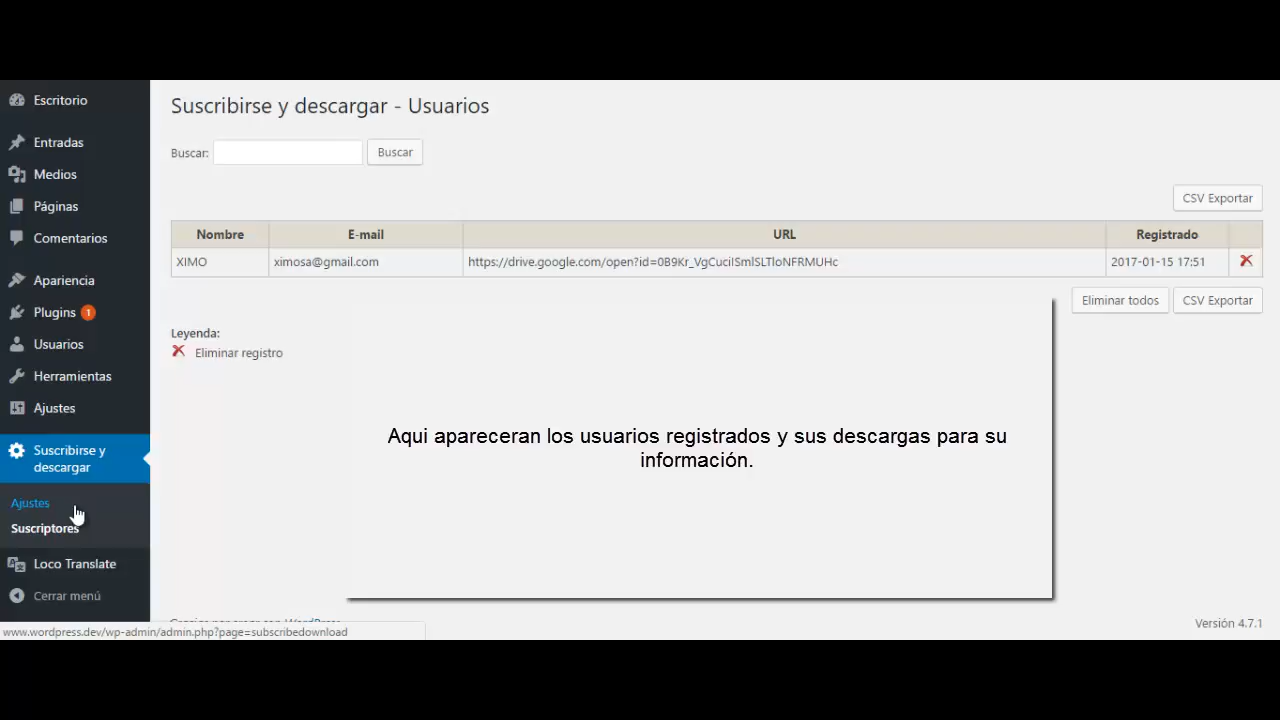 Escritorio
Entradas
Medios
Páginas
Comentarios
Apariencia
Plugins 1
Usuarios
Herramientas
Ajustes
Suscribirse y
descargar
Ajustes
Suscriptores
Loco Translate
Cerrar menú
Suscribirse y descargar - Usuarios
Buscar: Buscar
CSV Exportar
Nombre E-mail URL Registrado
XIMO ximosa@gmail.com https://drive.google.com/open?id=0B9Kr_VgCuciISmlSLTloNFRMUHc 2017-01-15 17:51
Eliminar todos CSV Exportar
Leyenda:
Eliminar registro
Aqui apareceran los usuarios registrados y sus descargas para su
información.
Versión 4.7.1
www.wordpress.dev/wp-admin/admin.php?page=subscribedownload